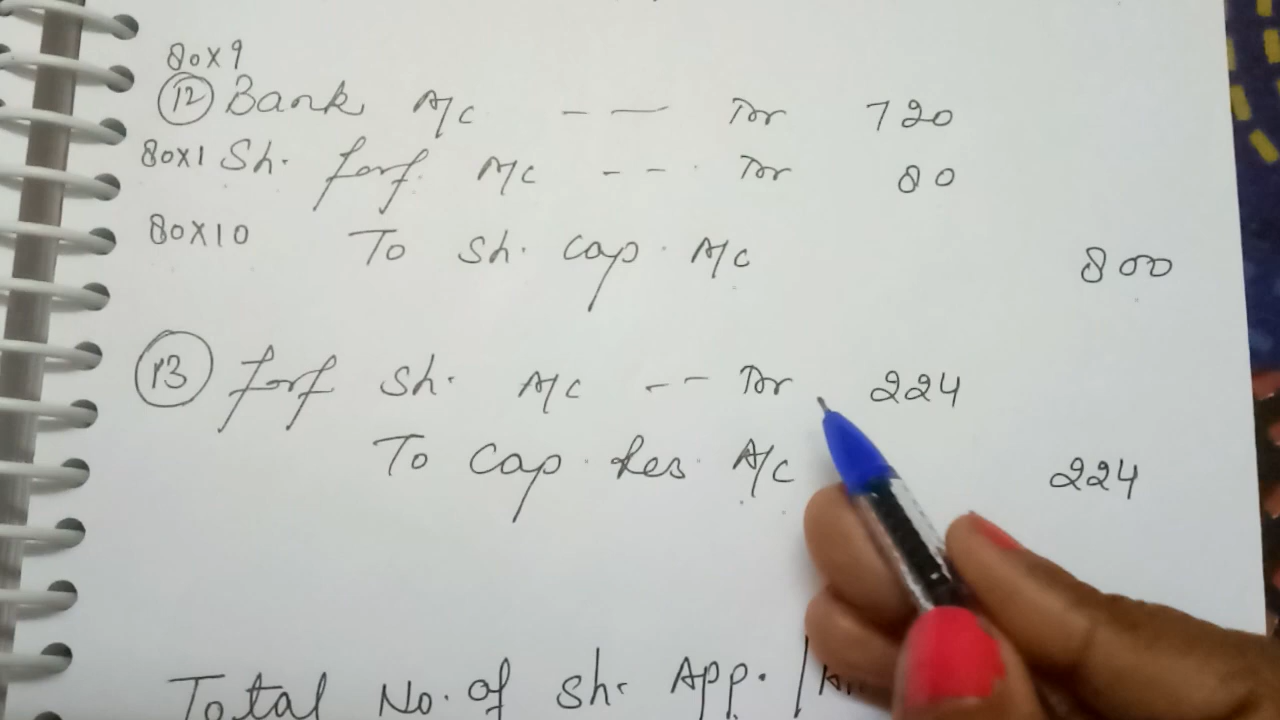 80x9
12 Bank A/c -- Dr 720
80x1 Sh. forf. A/c --. Dr 80
80x10 To Sh. cap. A/c 800
13 forf Sh. A/c -- Dr 224
To Cap. Res. A/c 224
Total No. of Sh. App. /